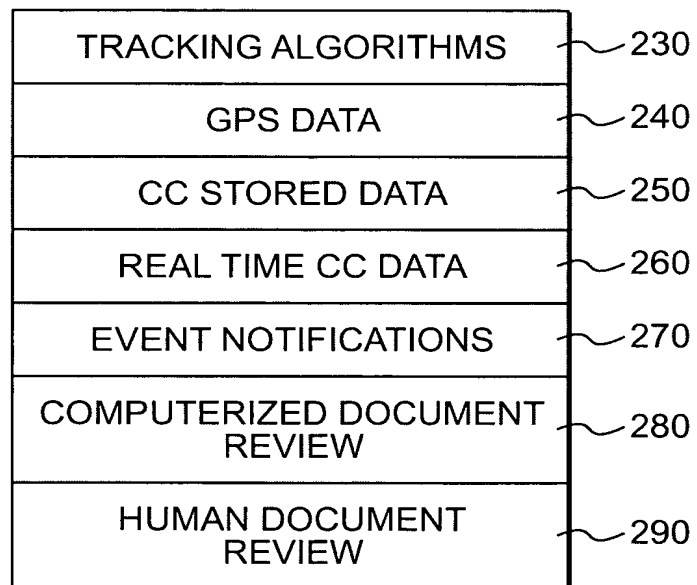 TRACKING ALGORITHMS 230
GPS DATA 240
CC STORED DATA 250
REAL TIME CC DATA 260
EVENT NOTIFICATIONS 270
COMPUTERIZED DOCUMENT
REVIEW 280
HUMAN DOCUMENT
REVIEW 290